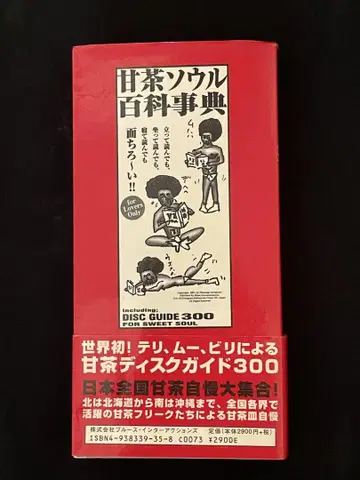 甘茶ソウル
百科事典
立って読んでも、
坐って読んでも、
寝て読んでも
面ちろ〜い!!
for
Lovers
Only
including;
DISC GUIDE 300
FOR SWEET SOUL
世界初! テリ、ムー、ビリによる
甘茶ディスクガイド300
日本全国甘茶自慢大集合!
北は北海道から南は沖縄まで、全国各界で
活躍の甘茶フリークたちによる甘茶皿自慢
株式会社ブルース・インターアクションズ 定価(本体2900円+税)
ISBN4-938339-35-8 C0073 ¥2900E